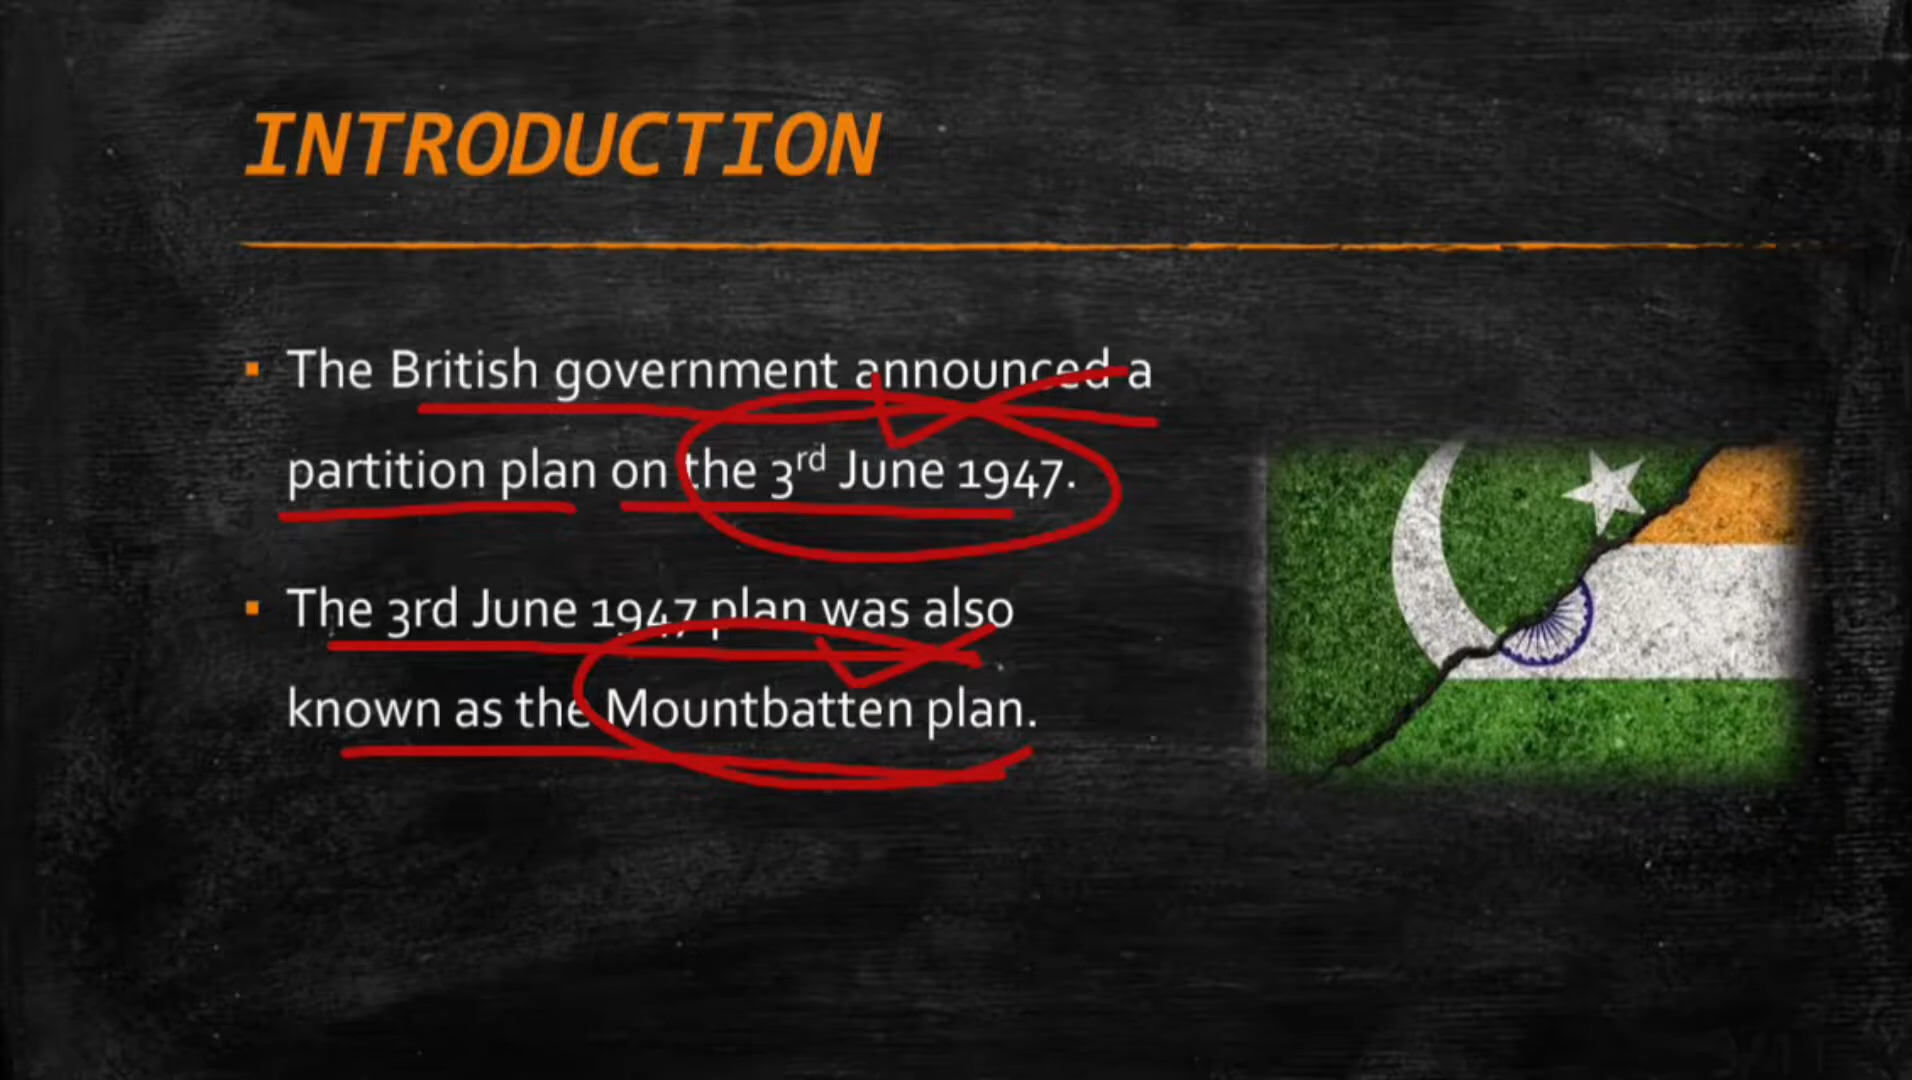 INTRODUCTION
▪ The British government announced a
partition plan on the 3rd June 1947.
▪ The 3rd June 1947 plan was also
known as the Mountbatten plan.